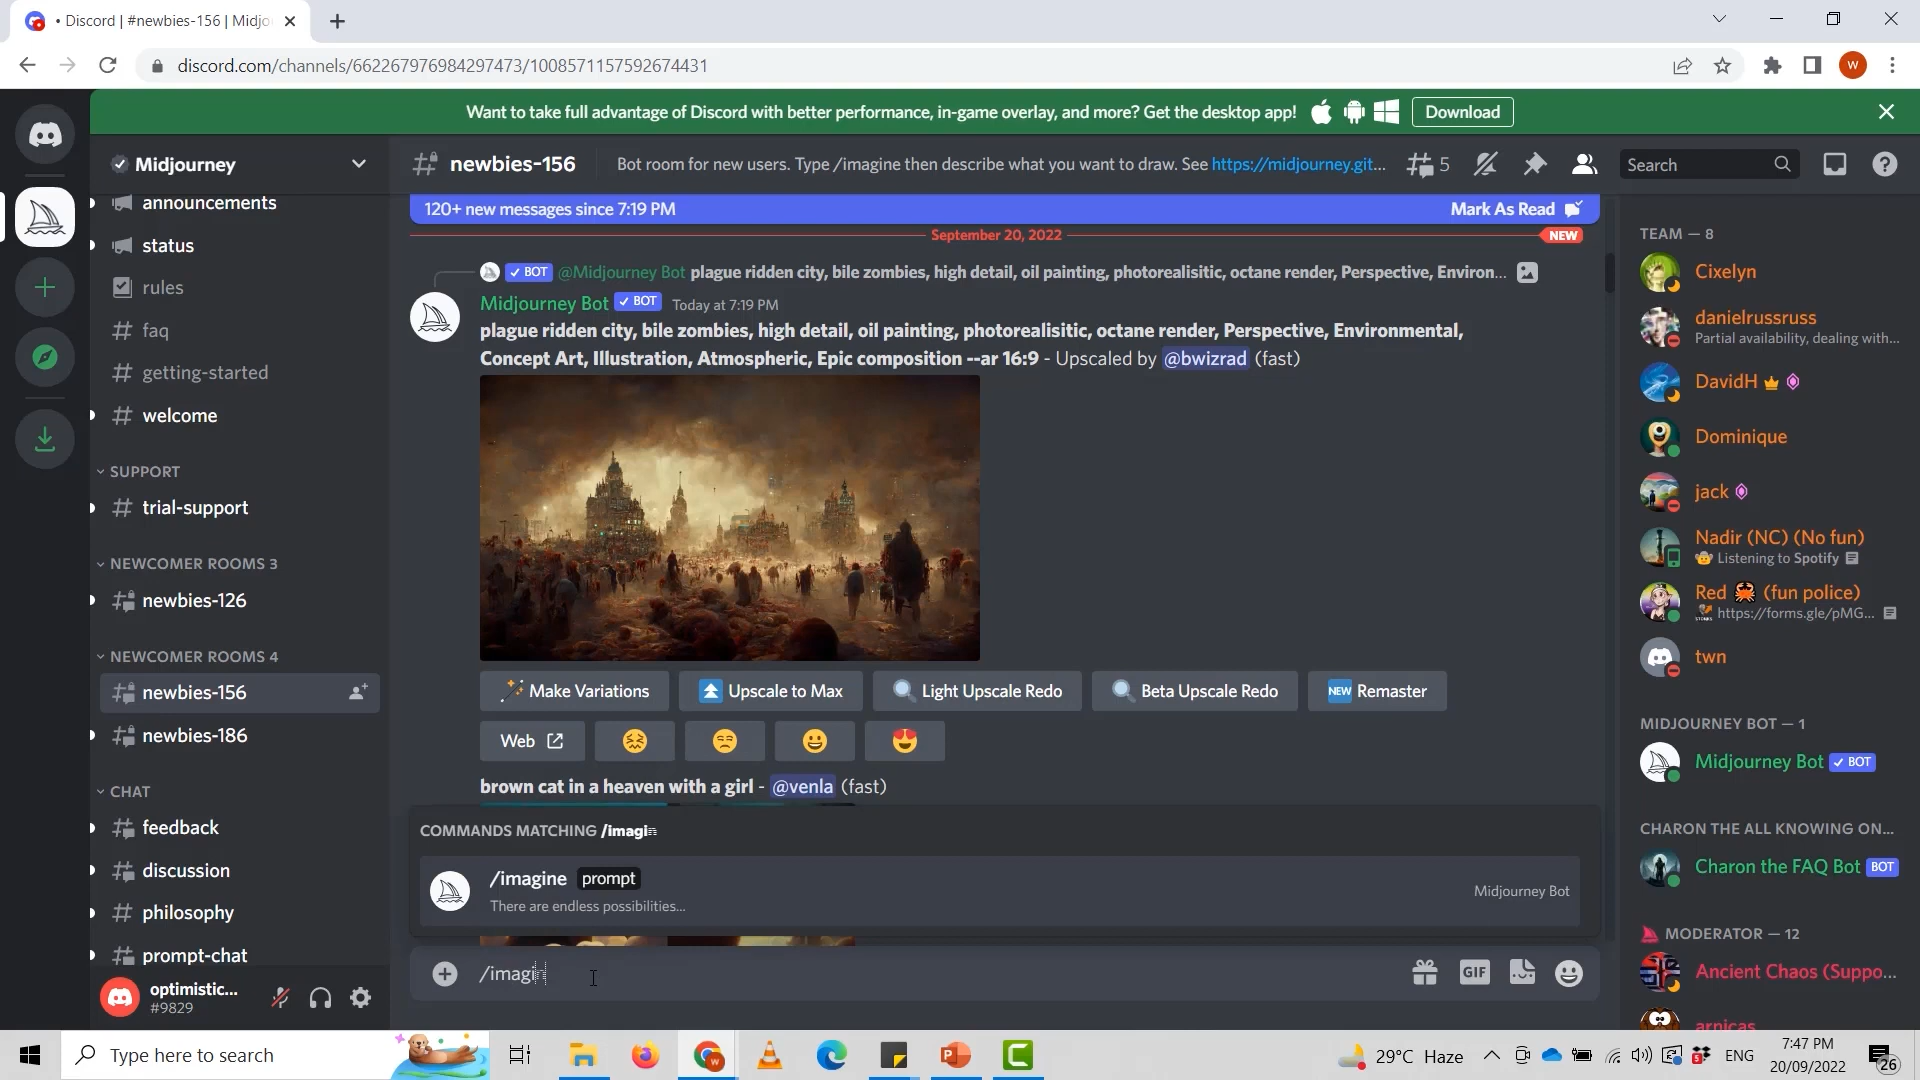 • Discord | #newbies-156 | Midjo
discord.com/channels/662267976984297473/1008571157592674431
W
Want to take full advantage of Discord with better performance, in-game overlay, and more? Get the desktop app!
Download
Midjourney
announcements
status
rules
faq
getting-started
welcome
SUPPORT
trial-support
NEWCOMER ROOMS 3
newbies-126
NEWCOMER ROOMS 4
newbies-156
newbies-186
CHAT
feedback
discussion
philosophy
prompt-chat
optimistic...
#9829
newbies-156
Bot room for new users. Type /imagine then describe what you want to draw. See https://midjourney.git...
5
Search
120+ new messages since 7:19 PM
Mark As Read
September 20, 2022
NEW
BOT @Midjourney Bot plague ridden city, bile zombies, high detail, oil painting, photorealisitic, octane render, Perspective, Environ...
Midjourney Bot BOT Today at 7:19 PM
plague ridden city, bile zombies, high detail, oil painting, photorealisitic, octane render, Perspective, Environmental,
Concept Art, Illustration, Atmospheric, Epic composition --ar 16:9 - Upscaled by @bwizrad (fast)
Make Variations
Upscale to Max
Light Upscale Redo
Beta Upscale Redo
NEW Remaster
Web
brown cat in a heaven with a girl - @venla (fast)
COMMANDS MATCHING /imagin
/imagine prompt
There are endless possibilities...
Midjourney Bot
/imagin
GIF
TEAM — 8
Cixelyn
danielrussruss
Partial availability, dealing with...
DavidH
Dominique
jack
Nadir (NC) (No fun)
Listening to Spotify
Red (fun police)
https://forms.gle/pMG...
twn
MIDJOURNEY BOT — 1
Midjourney Bot BOT
CHARON THE ALL KNOWING ON...
Charon the FAQ Bot BOT
MODERATOR — 12
Ancient Chaos (Suppo...
arnicas
Type here to search
29°C Haze
ENG
7:47 PM
20/09/2022
26